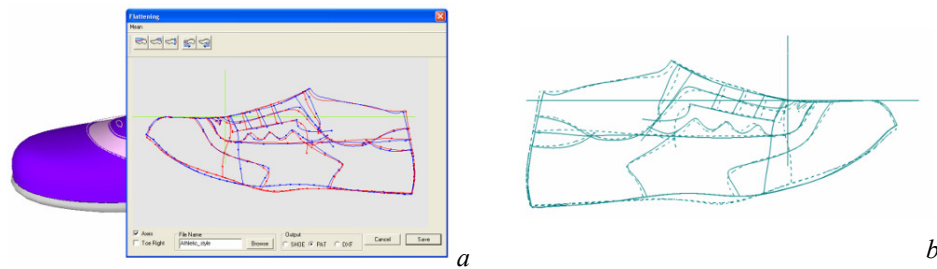 Flattening
Mean
Axes
Toe Right
File Name
Athletic_style
Browse
Output
SHOE
PAT
DXF
Cancel
Save
a
b